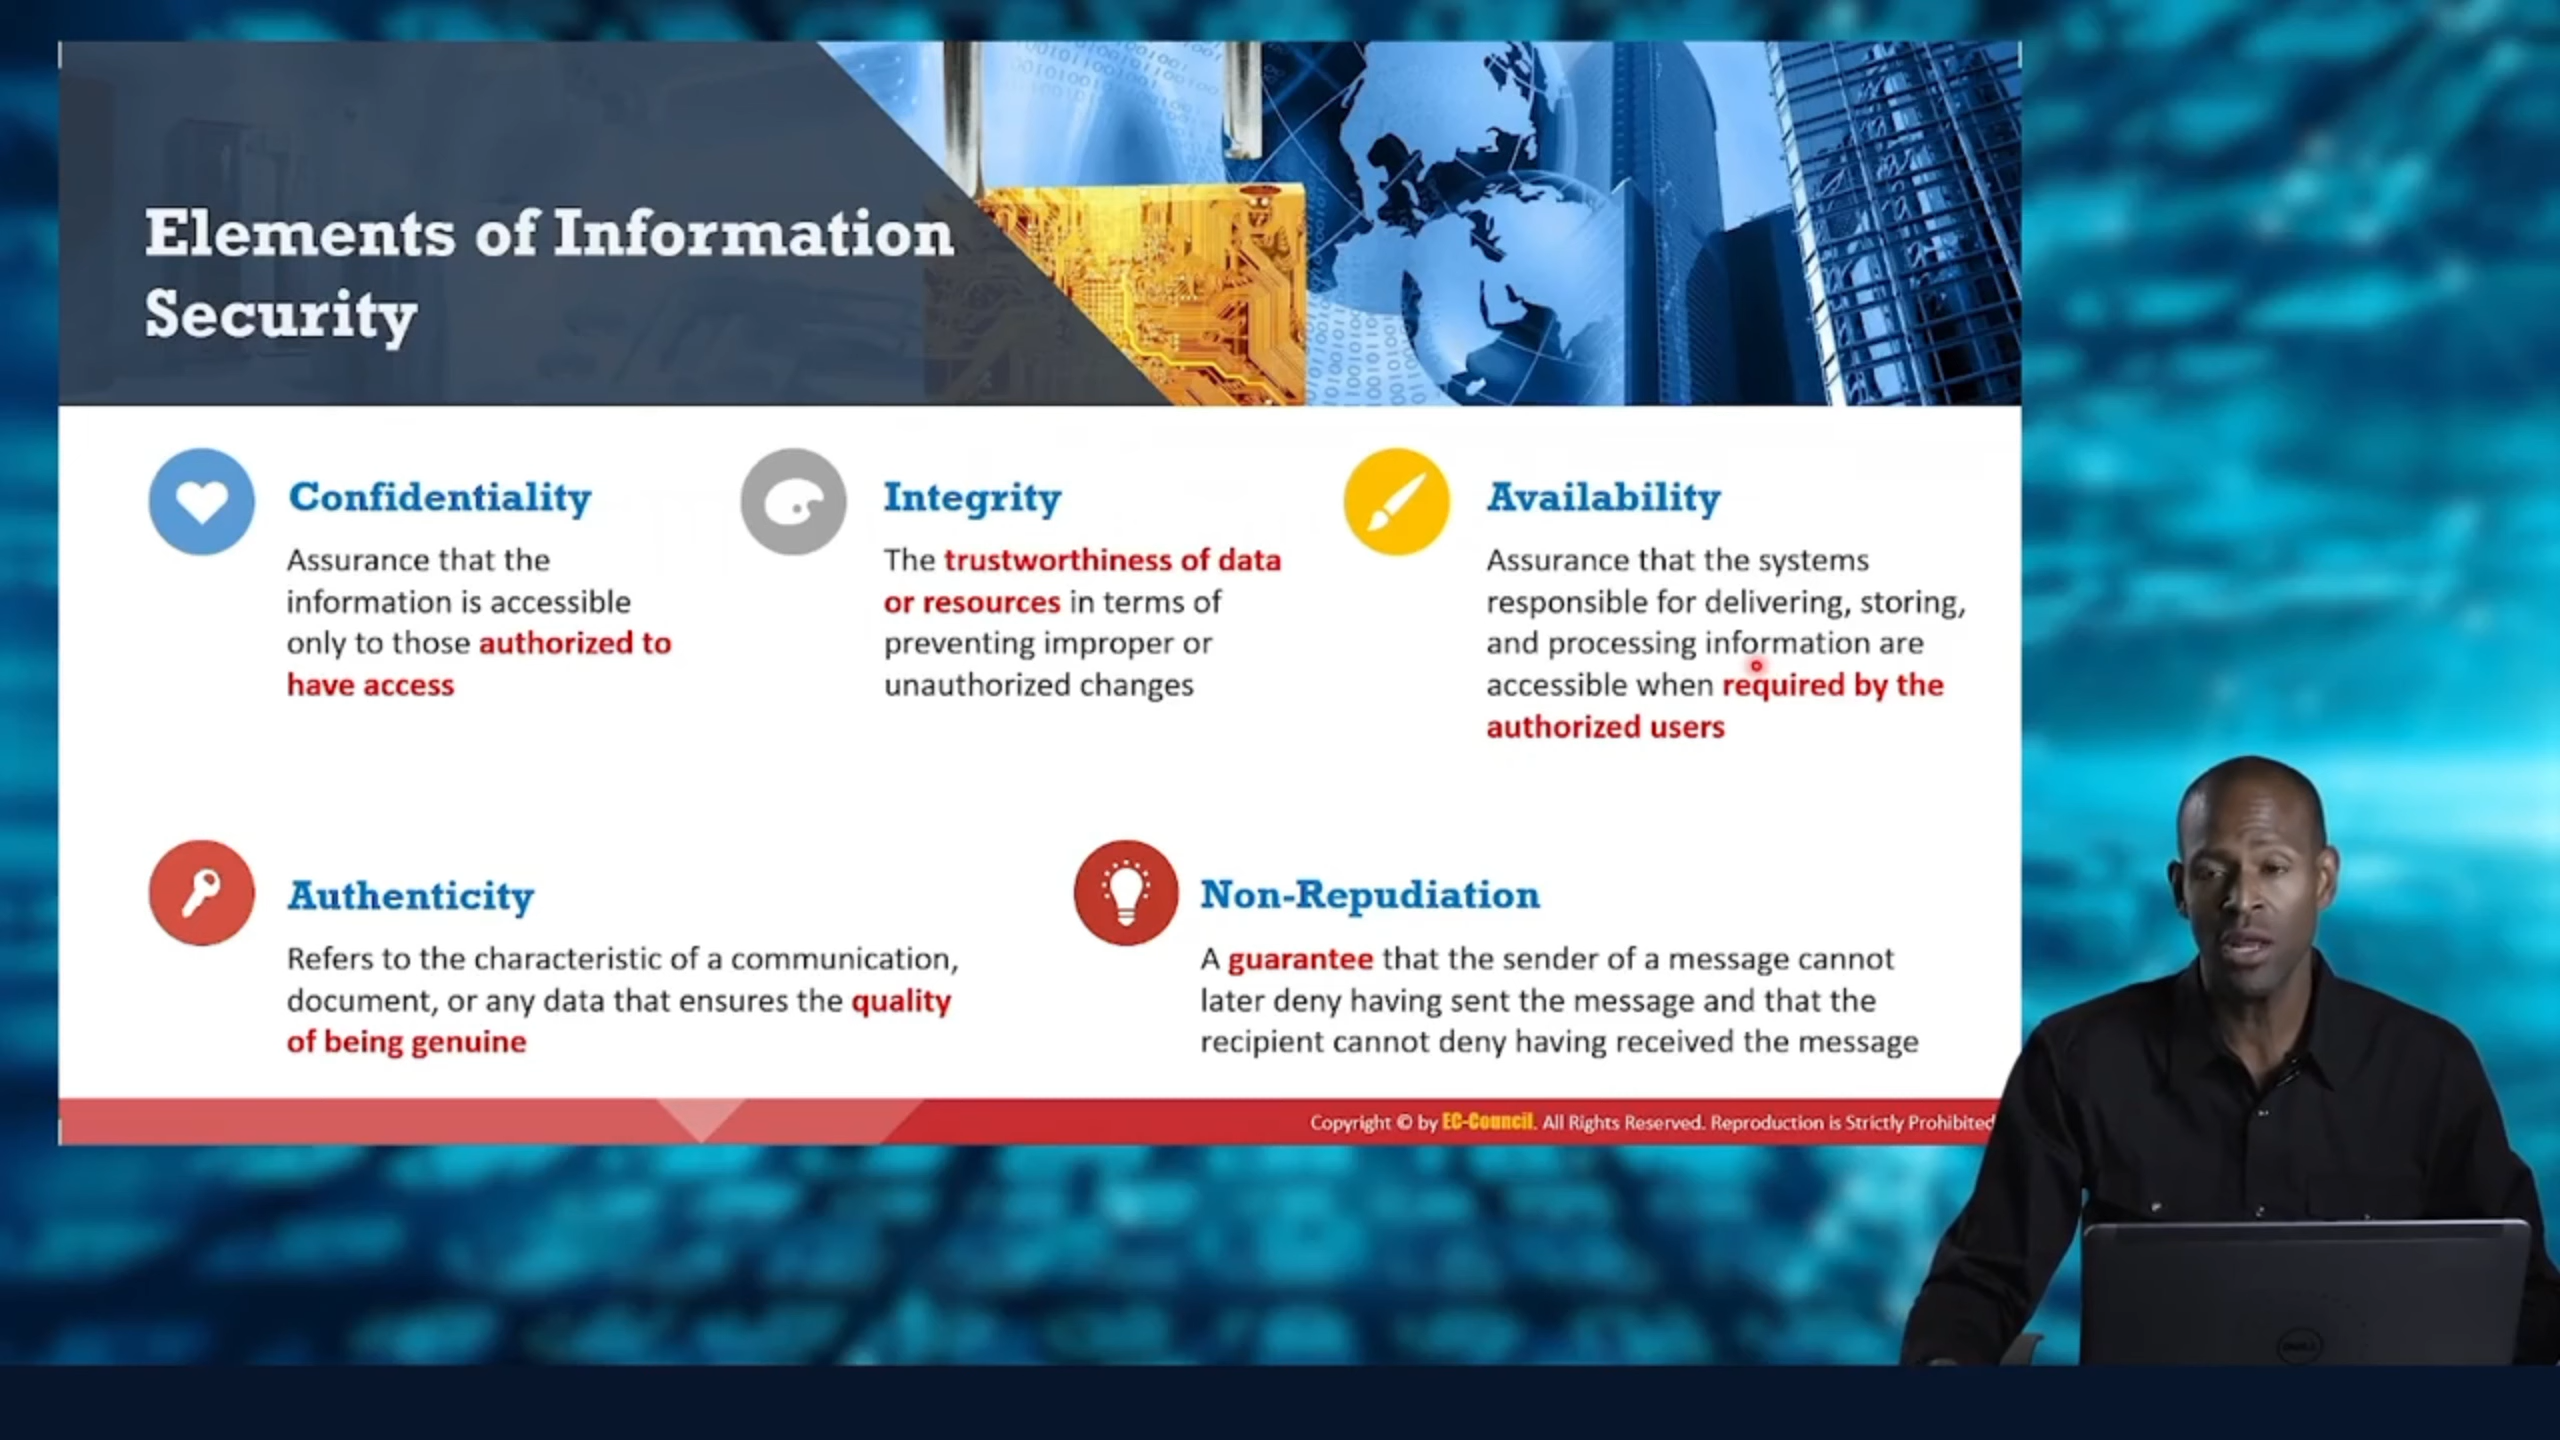 Elements of Information
Security
Confidentiality
Assurance that the
information is accessible
only to those authorized to
have access
Integrity
The trustworthiness of data
or resources in terms of
preventing improper or
unauthorized changes
Availability
Assurance that the systems
responsible for delivering, storing,
and processing information are
accessible when required by the
authorized users
Authenticity
Refers to the characteristic of a communication,
document, or any data that ensures the quality
of being genuine
Non-Repudiation
A guarantee that the sender of a message cannot
later deny having sent the message and that the
recipient cannot deny having received the message
Copyright © by EC-Council. All Rights Reserved. Reproduction is Strictly Prohibited
DELL